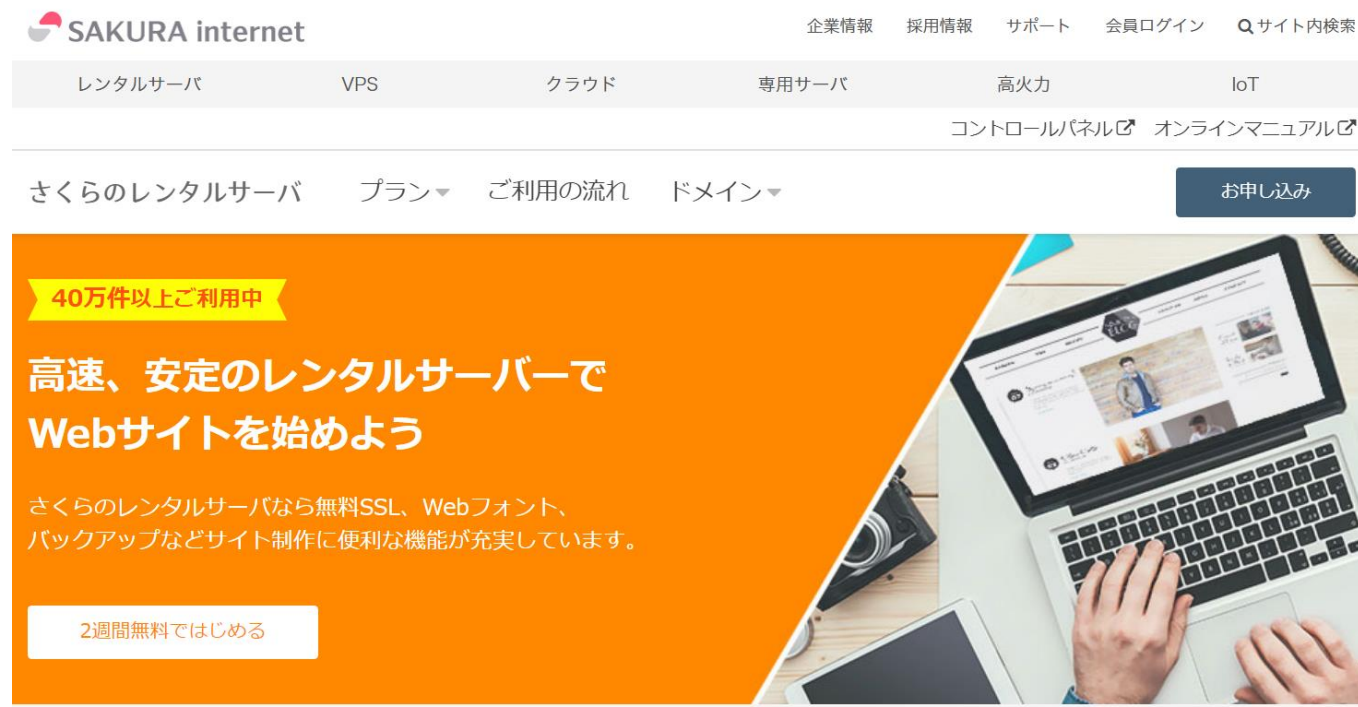 SAKURA internet
企業情報 採用情報 サポート 会員ログイン サイト内検索
レンタルサーバ VPS クラウド 専用サーバ 高火力 IoT
コントロールパネル オンラインマニュアル
さくらのレンタルサーバ プラン ご利用の流れ ドメイン お申し込み
40万件以上ご利用中
高速、安定のレンタルサーバーで
Webサイトを始めよう
さくらのレンタルサーバなら無料SSL、Webフォント、
バックアップなどサイト制作に便利な機能が充実しています。
2週間無料ではじめる
BLOG